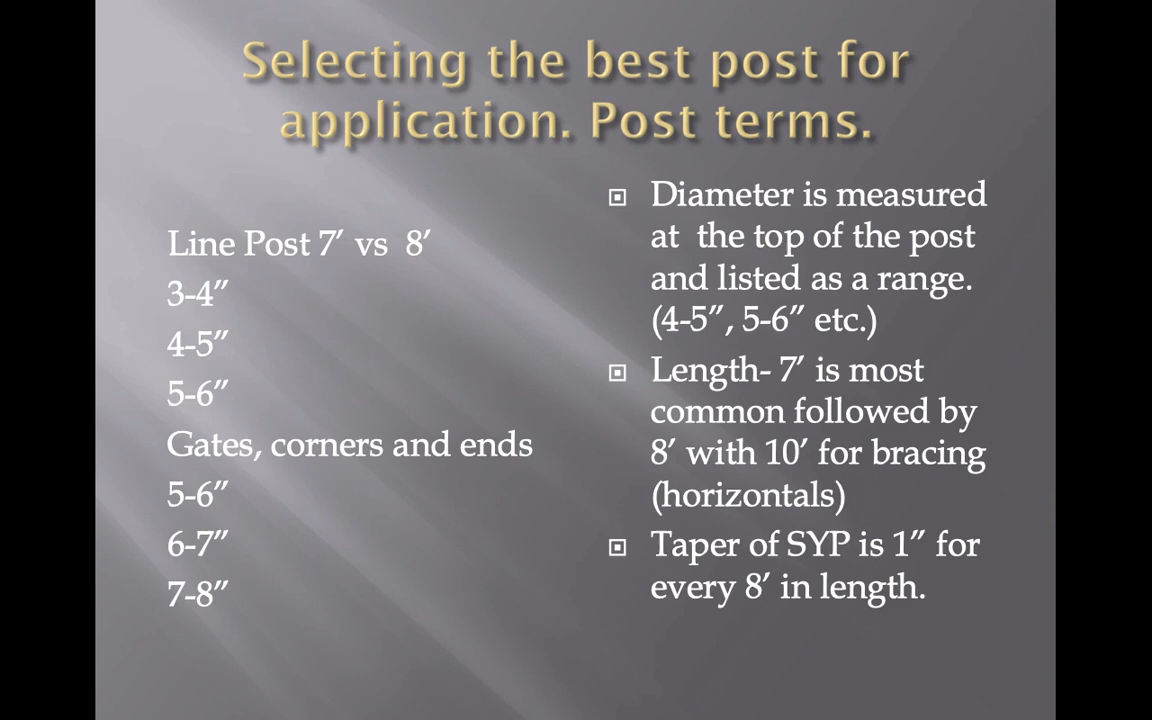 Selecting the best post for
application. Post terms.
Line Post 7’ vs  8’
3-4”
4-5”
5-6”
Gates, corners and ends
5-6”
6-7”
7-8”
Diameter is measured
at  the top of the post
and listed as a range.
(4-5”, 5-6” etc.)
Length- 7’ is most
common followed by
8’ with 10’ for bracing
(horizontals)
Taper of SYP is 1” for
every 8’ in length.